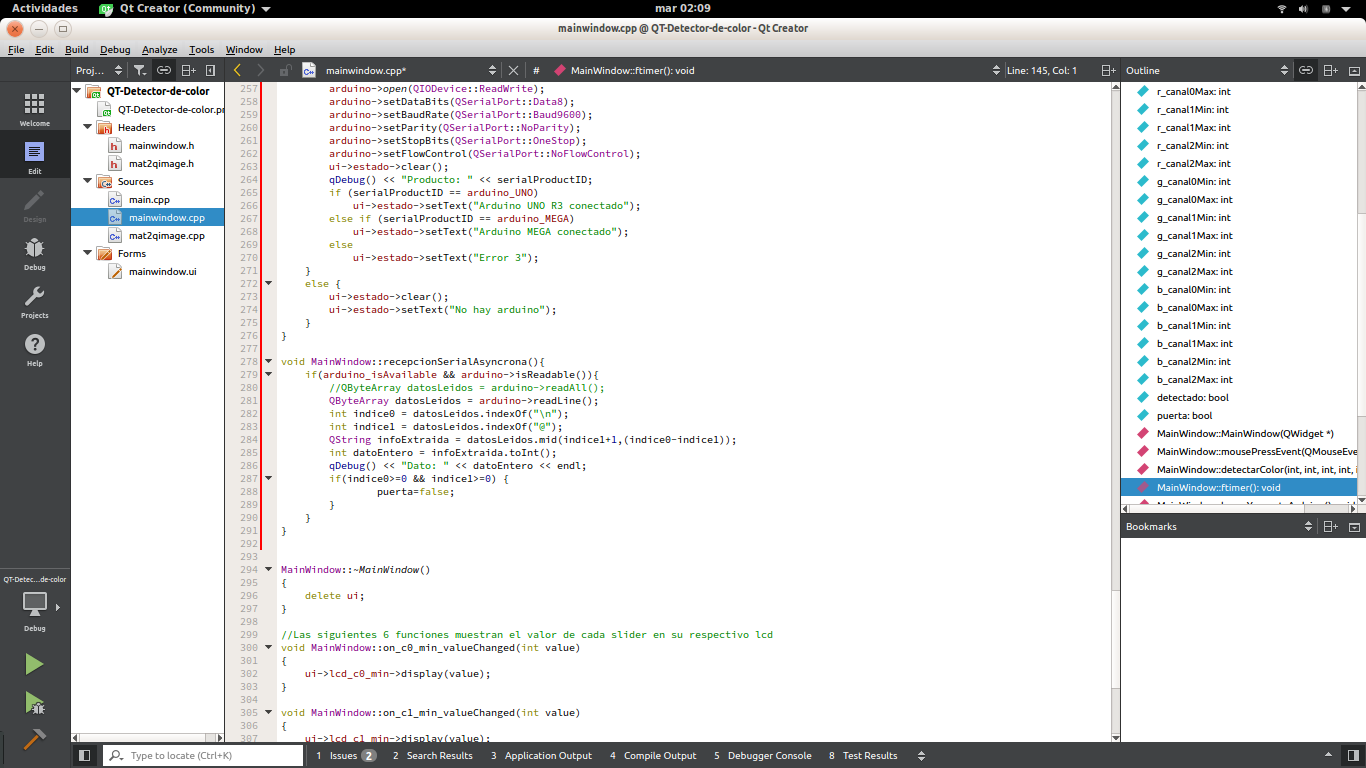 Actividades Qt Creator (Community) mar 02:09
mainwindow.cpp @ QT-Detector-de-color - Qt Creator
File Edit Build Debug Analyze Tools Window Help
Proj... mainwindow.cpp* # MainWindow::ftimer(): void Line: 145, Col: 1 Outline
Welcome
Edit
Design
Debug
Projects
Help
QT-Detec...de-color
Debug
QT-Detector-de-color
QT-Detector-de-color.pr
Headers
mainwindow.h
mat2qimage.h
Sources
main.cpp
mainwindow.cpp
mat2qimage.cpp
Forms
mainwindow.ui
257 arduino->open(QIODevice::ReadWrite);
258 arduino->setDataBits(QSerialPort::Data8);
259 arduino->setBaudRate(QSerialPort::Baud9600);
260 arduino->setParity(QSerialPort::NoParity);
261 arduino->setStopBits(QSerialPort::OneStop);
262 arduino->setFlowControl(QSerialPort::NoFlowControl);
263 ui->estado->clear();
264 qDebug() << "Producto: " << serialProductID;
265 if (serialProductID == arduino_UNO)
266 ui->estado->setText("Arduino UNO R3 conectado");
267 else if (serialProductID == arduino_MEGA)
268 ui->estado->setText("Arduino MEGA conectado");
269 else
270 ui->estado->setText("Error 3");
271 }
272 else {
273 ui->estado->clear();
274 ui->estado->setText("No hay arduino");
275 }
276 }
277
278 void MainWindow::recepcionSerialAsyncrona(){
279 if(arduino_isAvailable && arduino->isReadable()){
280 //QByteArray datosLeidos = arduino->readAll();
281 QByteArray datosLeidos = arduino->readLine();
282 int indice0 = datosLeidos.indexOf("\n");
283 int indice1 = datosLeidos.indexOf("@");
284 QString infoExtraida = datosLeidos.mid(indice1+1,(indice0-indice1));
285 int datoEntero = infoExtraida.toInt();
286 qDebug() << "Dato: " << datoEntero << endl;
287 if(indice0>=0 && indice1>=0) {
288 puerta=false;
289 }
290 }
291 }
292
293
294 MainWindow::~MainWindow()
295 {
296 delete ui;
297 }
298
299 //Las siguientes 6 funciones muestran el valor de cada slider en su respectivo lcd
300 void MainWindow::on_c0_min_valueChanged(int value)
301 {
302 ui->lcd_c0_min->display(value);
303 }
304
305 void MainWindow::on_c1_min_valueChanged(int value)
306 {
307 ui->lcd_c1_min->display(value);
r_canal0Max: int
r_canal1Min: int
r_canal1Max: int
r_canal2Min: int
r_canal2Max: int
g_canal0Min: int
g_canal0Max: int
g_canal1Min: int
g_canal1Max: int
g_canal2Min: int
g_canal2Max: int
b_canal0Min: int
b_canal0Max: int
b_canal1Min: int
b_canal1Max: int
b_canal2Min: int
b_canal2Max: int
detectado: bool
puerta: bool
MainWindow::MainWindow(QWidget *)
MainWindow::mousePressEvent(QMouseEve
MainWindow::detectarColor(int, int, int, int, i
MainWindow::ftimer(): void
Bookmarks
Type to locate (Ctrl+K) 1 Issues 2 2 Search Results 3 Application Output 4 Compile Output 5 Debugger Console 8 Test Results